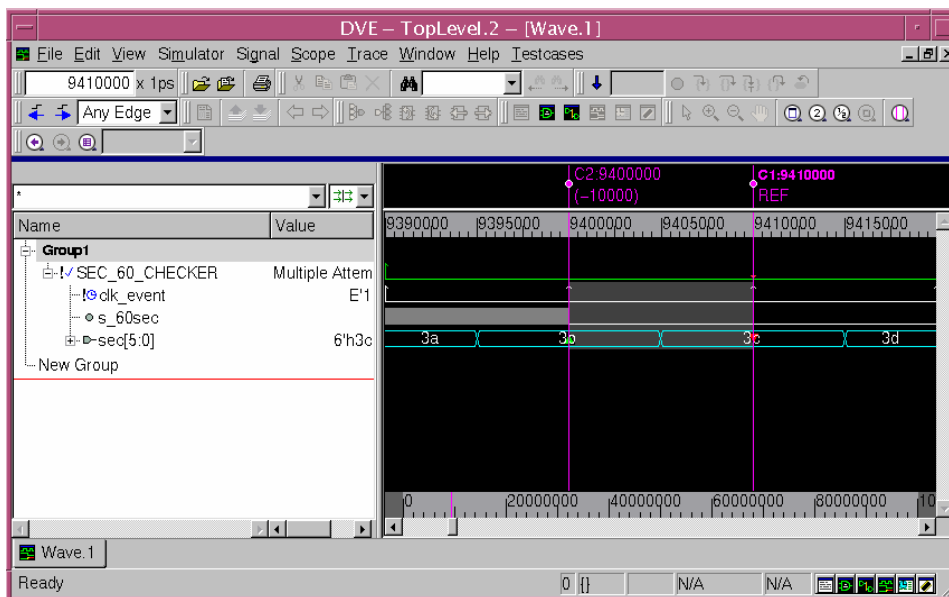 DVE – TopLevel.2 – [Wave.1]
File Edit View Simulator Signal Scope Trace Window Help Testcases
9410000 x 1ps
Any Edge
C2:9400000 C1:9410000
* (-10000) REF
Name Value 9390000 9395000 9400000 9405000 9410000 9415000
Group1
SEC_60_CHECKER Multiple Attem
clk_event E'1
s_60sec
sec[5:0] 6'h3c 3a 3b 3c 3d
New Group
0 20000000 40000000 60000000 80000000 10
Wave.1
Ready 0 {} N/A N/A